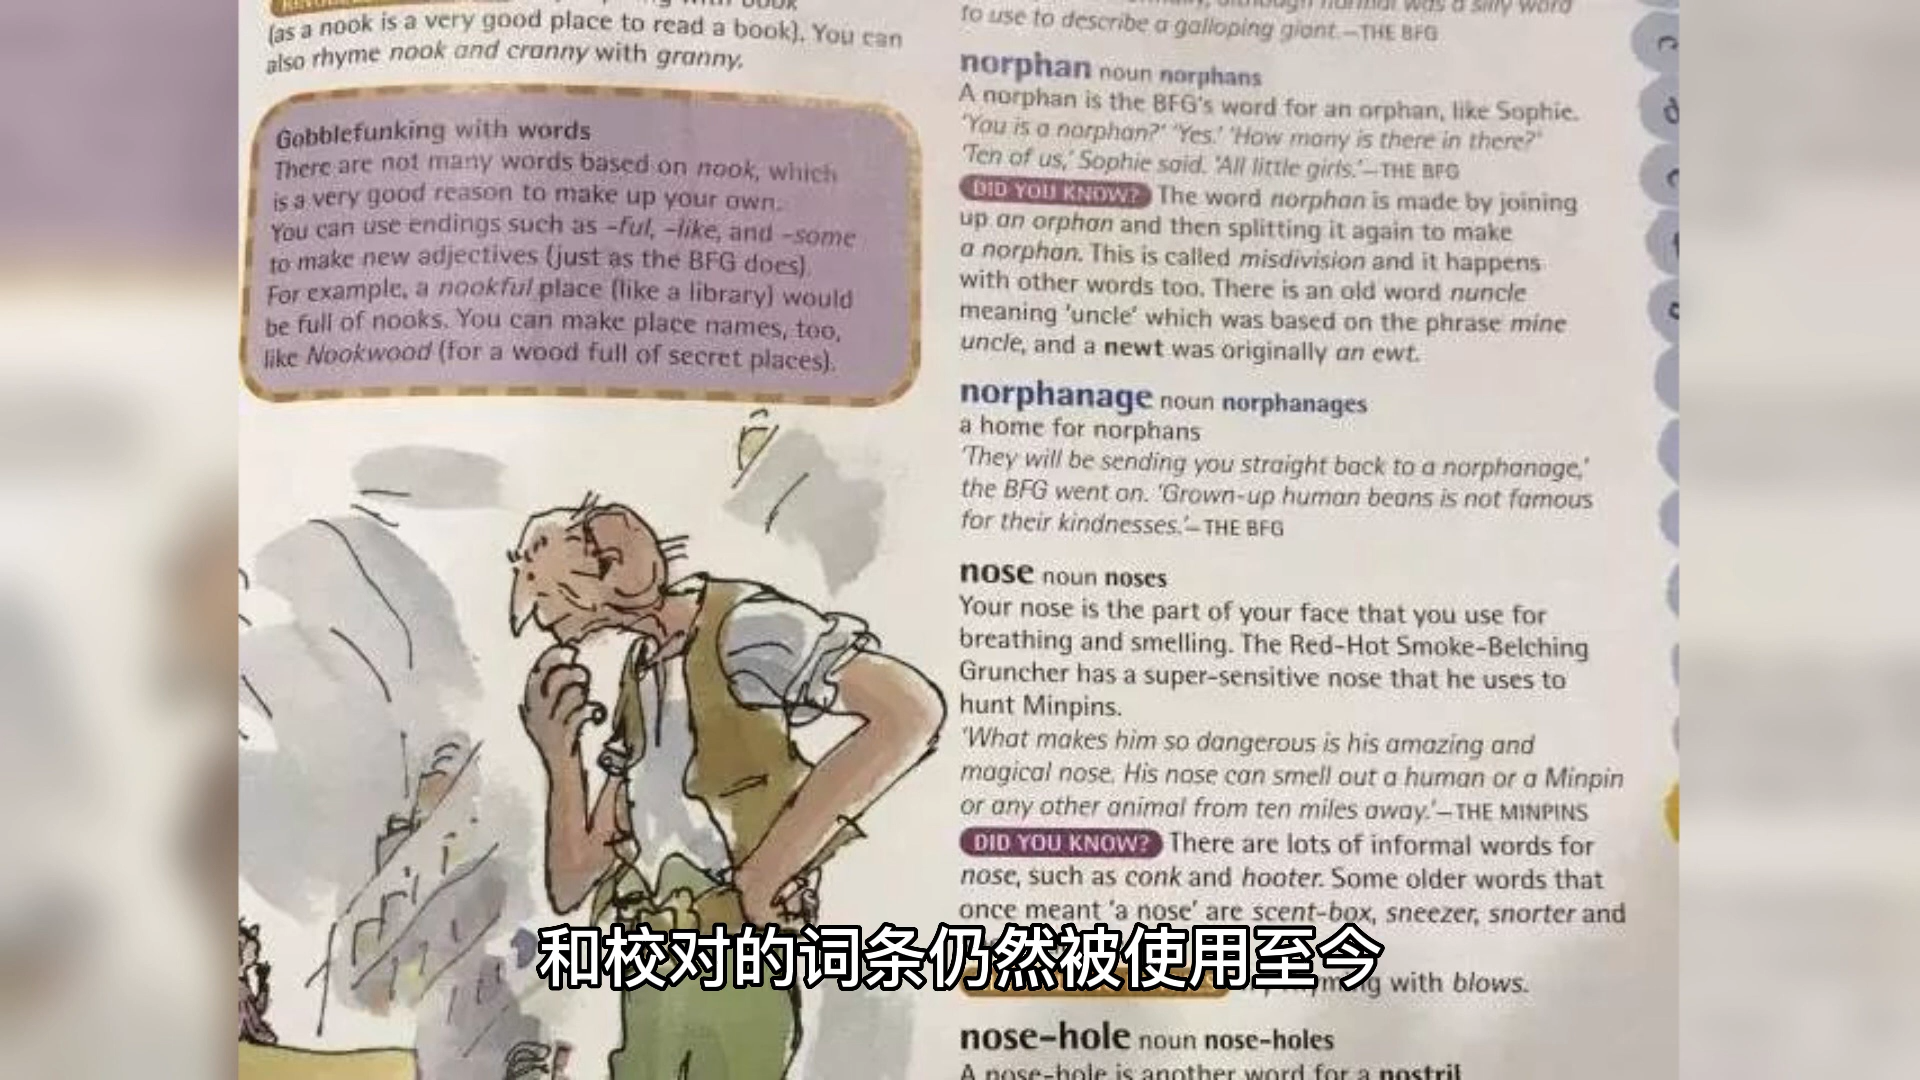 (as a nook is a very good place to read a book). You can
also rhyme nook and cranny with granny.
Gobblefunking with words
There are not many words based on nook, which
is a very good reason to make up your own.
You can use endings such as –ful, –like, and –some
to make new adjectives (just as the BFG does).
For example, a nookful place (like a library) would
be full of nooks. You can make place names, too,
like Nookwood (for a wood full of secret places).
to use to describe a galloping giant.—THE BFG
norphan noun norphans
A norphan is the BFG's word for an orphan, like Sophie.
'You is a norphan?' 'Yes.' 'How many is there in there?'
'Ten of us,' Sophie said. 'All little girls.'—THE BFG
DID YOU KNOW? The word norphan is made by joining
up an orphan and then splitting it again to make
a norphan. This is called misdivision and it happens
with other words too. There is an old word nuncle
meaning 'uncle' which was based on the phrase mine
uncle, and a newt was originally an ewt.
norphanage noun norphanages
a home for norphans
'They will be sending you straight back to a norphanage,'
the BFG went on. 'Grown-up human beans is not famous
for their kindnesses.'—THE BFG
nose noun noses
Your nose is the part of your face that you use for
breathing and smelling. The Red-Hot Smoke-Belching
Gruncher has a super-sensitive nose that he uses to
hunt Minpins.
'What makes him so dangerous is his amazing and
magical nose. His nose can smell out a human or a Minpin
or any other animal from ten miles away.'—THE MINPINS
DID YOU KNOW? There are lots of informal words for
nose, such as conk and hooter. Some older words that
once meant 'a nose' are scent-box, sneezer, snorter and
with blows.
nose-hole noun nose-holes
A nose-hole is another word for a nostril
和校对的词条仍然被使用至今